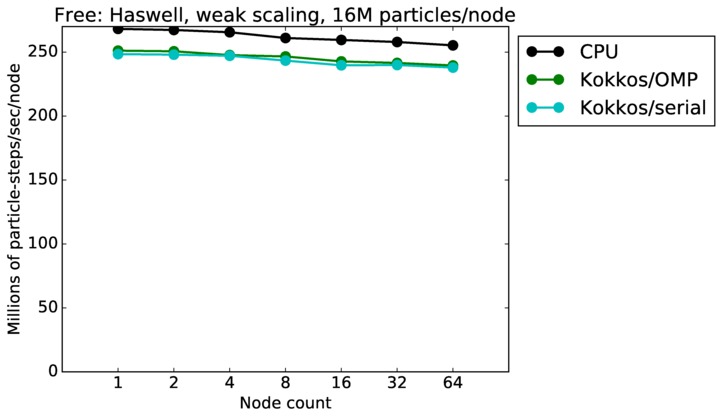 Free: Haswell, weak scaling, 16M particles/node
Millions of particle-steps/sec/node
250
200
150
100
50
0
1 2 4 8 16 32 64
Node count
CPU
Kokkos/OMP
Kokkos/serial